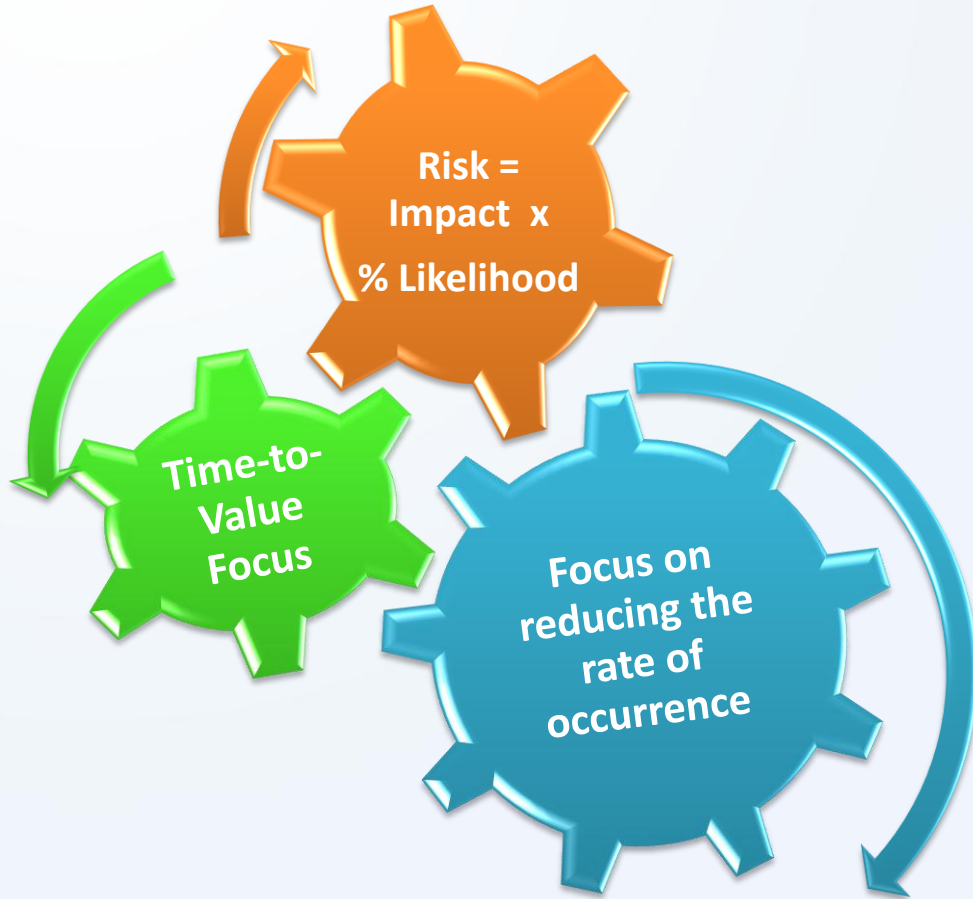 Risk =
Impact x
% Likelihood
Time-to-
Value
Focus
Focus on
reducing the
rate of
occurrence